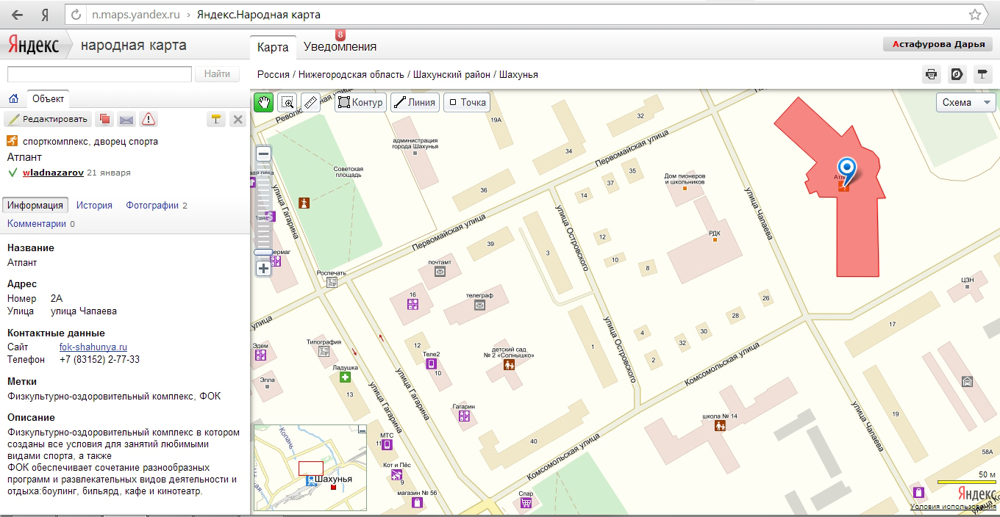 n.maps.yandex.ru › Яндекс.Народная карта
Яндекс народная карта
Карта
Уведомления
8
Астафурова Дарья
Найти
Россия / Нижегородская область / Шахунский район / Шахунья
Объект
Контур
Линия
Точка
Схема
Редактировать
спорткомплекс, дворец спорта
Атлант
wladnazarov 21 января
Информация
История
Фотографии 2
Комментарии 0
Название
Атлант
Адрес
Номер 2А
Улица улица Чапаева
Контактные данные
Сайт fok-shahunya.ru
Телефон +7 (83152) 2-77-33
Метки
Физкультурно-оздоровительный комплекс, ФОК
Описание
Физкультурно-оздоровительный комплекс в котором
созданы все условия для занятий любимыми
видами спорта, а также
ФОК обеспечивает сочетание разнообразных
программ и развлекательных видов деятельности и
отдыха:боулинг, бильярд, кафе и кинотеатр.
19А
32
администрация
города Шахунья
34
Первомайская улица
Советская
площадь
35
37
Дом пионеров
и школьников
36
14
улица Гагарина
улица Островского
улица Чапаева
Первомайская улица
12
РДК
39
3
10
8
почтамт
Роспечать
ЦЗН
16
телеграф
26
28
17
улица
4
30
32
Эдем
Типография
12
Теле2
10
детский сад
№ 2 «Солнышко»
1
улица Островского
2
Комсомольская улица
Ладушка
Элла
13
улица Гагарина
улица Гагарина
Гагарин
19
школа № 14
улица Чапаева
40
МТС
11
Комсомольская улица
58А
Кот и Пёс
9
магазин № 56
Спар
Копань
Шахунья
50 м
Яндекс
Условия использования